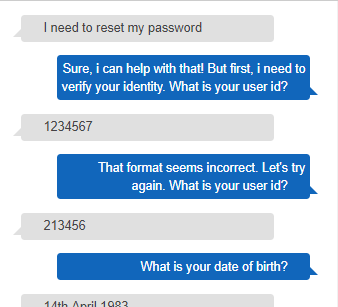 I need to reset my password
Sure, i can help with that! But first, i need to
verify your identity. What is your user id?
1234567
That format seems incorrect. Let's try
again. What is your user id?
213456
What is your date of birth?
14th April 1983